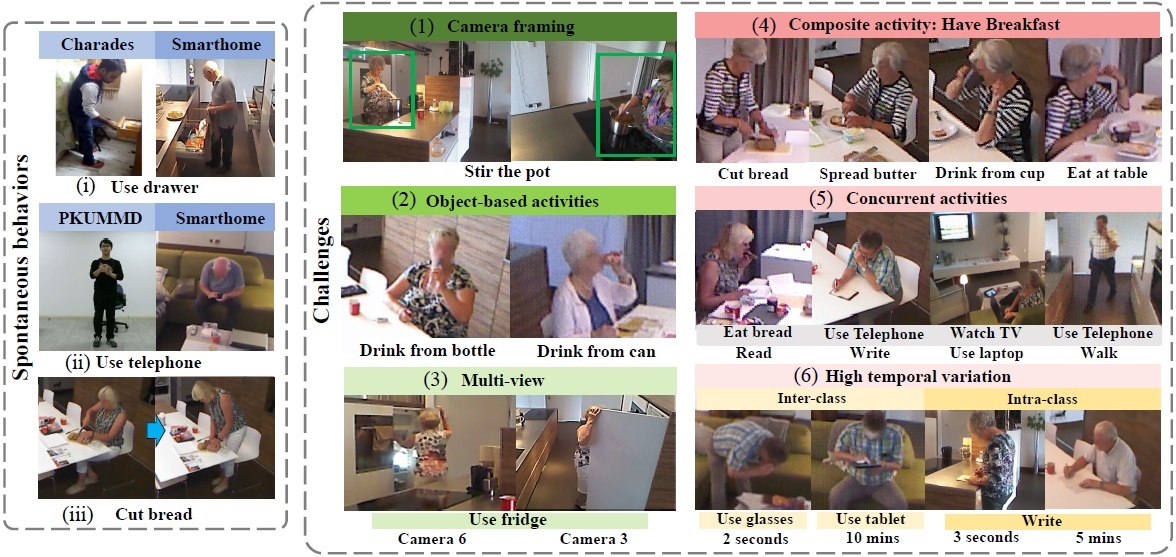 Spontaneous behaviors
Charades Smarthome
(i) Use drawer
PKUMMD Smarthome
(ii) Use telephone
(iii) Cut bread
Challenges
(1) Camera framing
Stir the pot
(2) Object-based activities
Drink from bottle Drink from can
(3) Multi-view
Use fridge
Camera 6 Camera 3
(4) Composite activity: Have Breakfast
Cut bread Spread butter Drink from cup Eat at table
(5) Concurrent activities
Eat bread Use Telephone Watch TV Use Telephone
Read Write Use laptop Walk
(6) High temporal variation
Inter-class Intra-class
Use glasses Use tablet Write
2 seconds 10 mins 3 seconds 5 mins